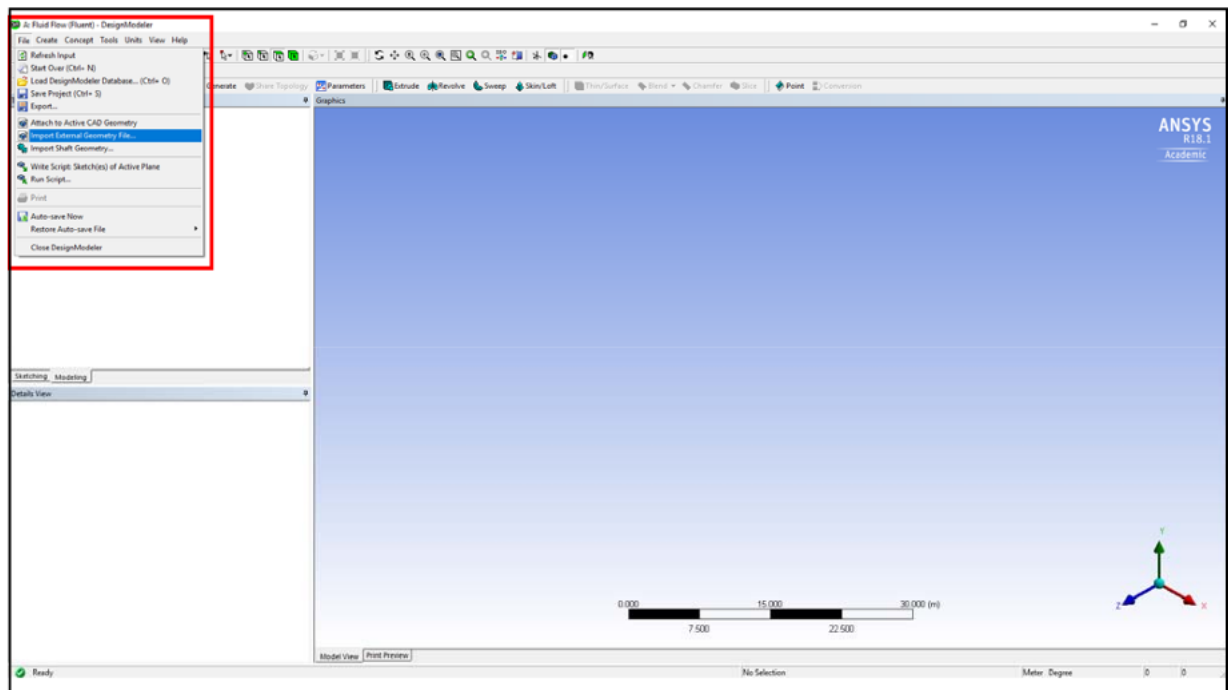 A: Fluid Flow (Fluent) - DesignModeler
File Create Concept Tools Units View Help
Refresh Input
Start Over (Ctrl+ N)
Load DesignModeler Database... (Ctrl+ O)
Save Project (Ctrl+ S)
Export...
Attach to Active CAD Geometry
Import External Geometry File...
Import Shaft Geometry...
Write Script: Sketch(es) of Active Plane
Run Script...
Print
Auto-save Now
Restore Auto-save File
Close DesignModeler
Generate Share Topology Parameters Extrude Revolve Sweep Skin/Loft Thin/Surface Blend Chamfer Slice Point Conversion
Graphics
ANSYS
R18.1
Academic
Sketching Modeling
Details View
Y
Z
X
0.000 15.000 30.000 (m)
7.500 22.500
Model View Print Preview
Ready No Selection Meter Degree 0 0